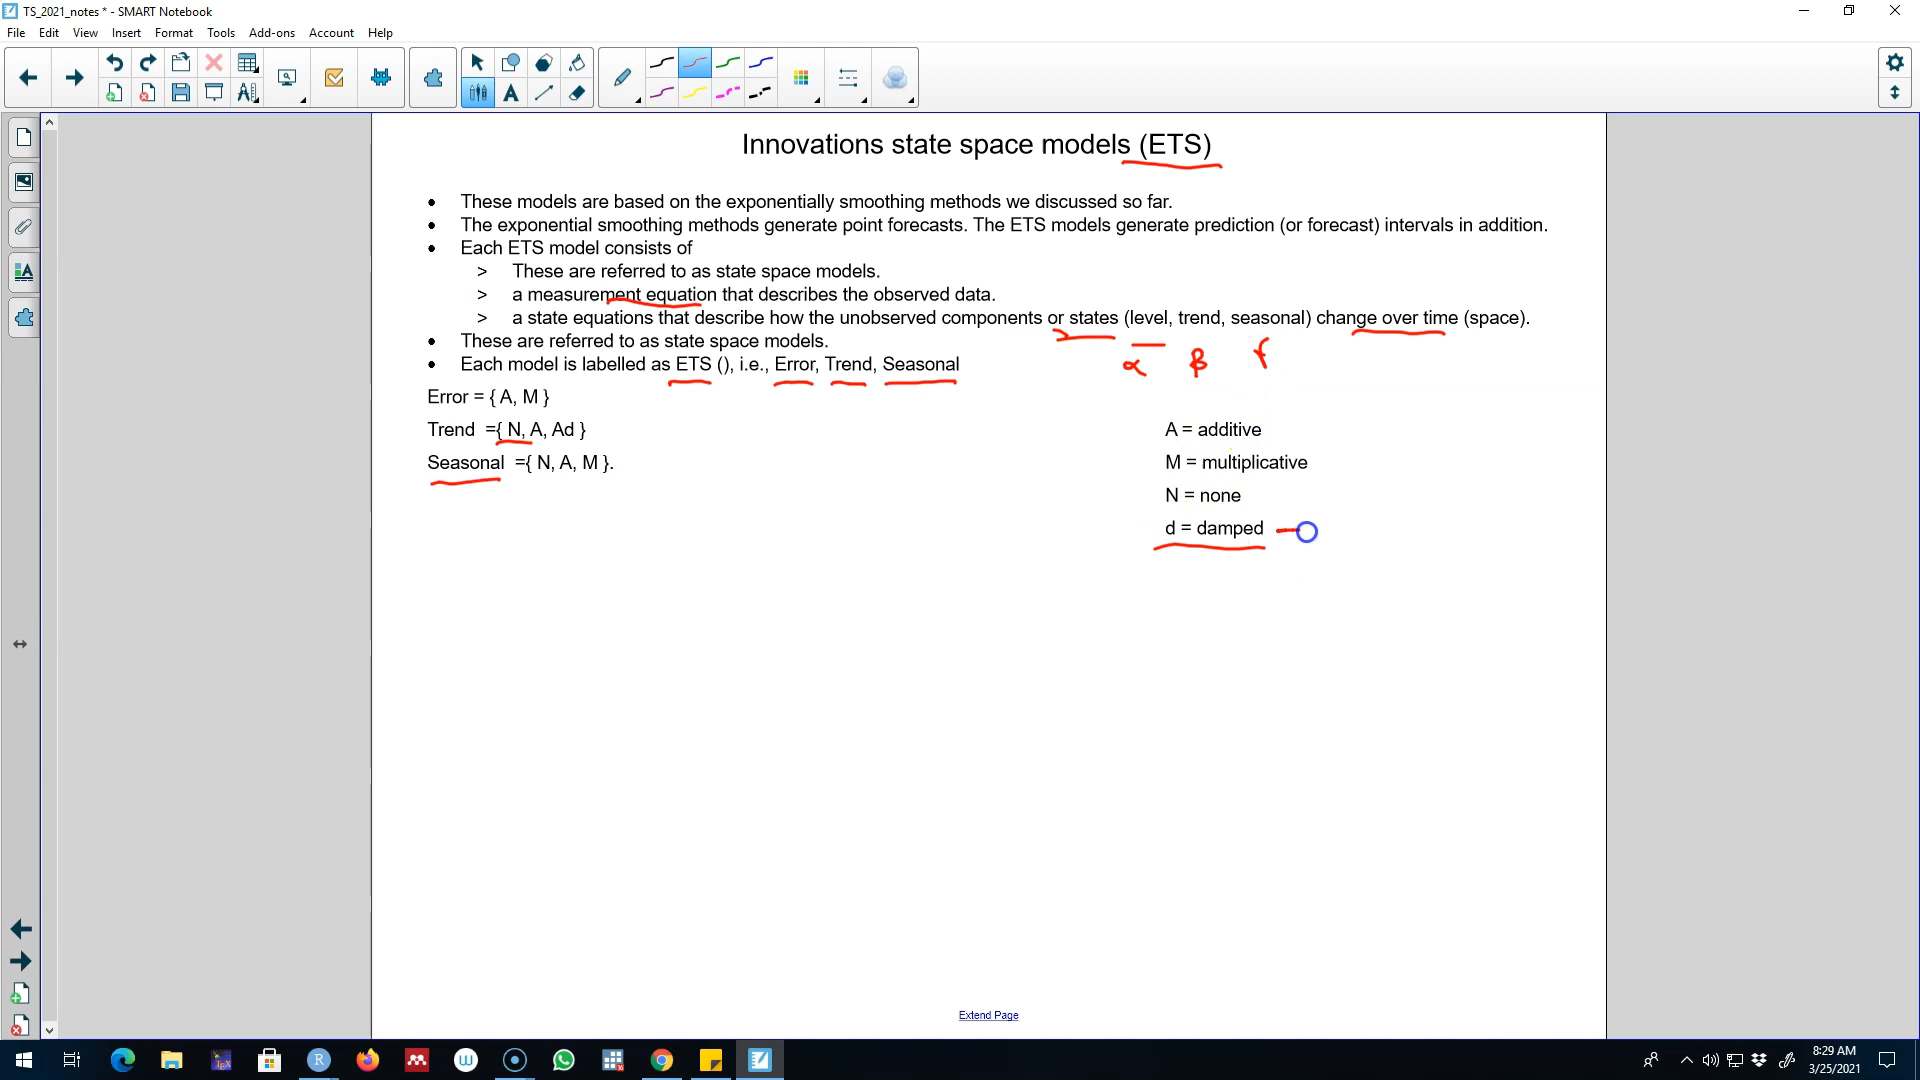 TS_2021_notes * - SMART Notebook
File Edit View Insert Format Tools Add-ons Account Help
Innovations state space models (ETS)
• These models are based on the exponentially smoothing methods we discussed so far.
• The exponential smoothing methods generate point forecasts. The ETS models generate prediction (or forecast) intervals in addition.
• Each ETS model consists of
> These are referred to as state space models.
> a measurement equation that describes the observed data.
> a state equations that describe how the unobserved components or states (level, trend, seasonal) change over time (space).
• These are referred to as state space models.
• Each model is labelled as ETS (), i.e., Error, Trend, Seasonal
α β γ
Error = { A, M }
Trend ={ N, A, Ad }
Seasonal ={ N, A, M }.
A = additive
M = multiplicative
N = none
d = damped
Extend Page
8:29 AM
3/25/2021